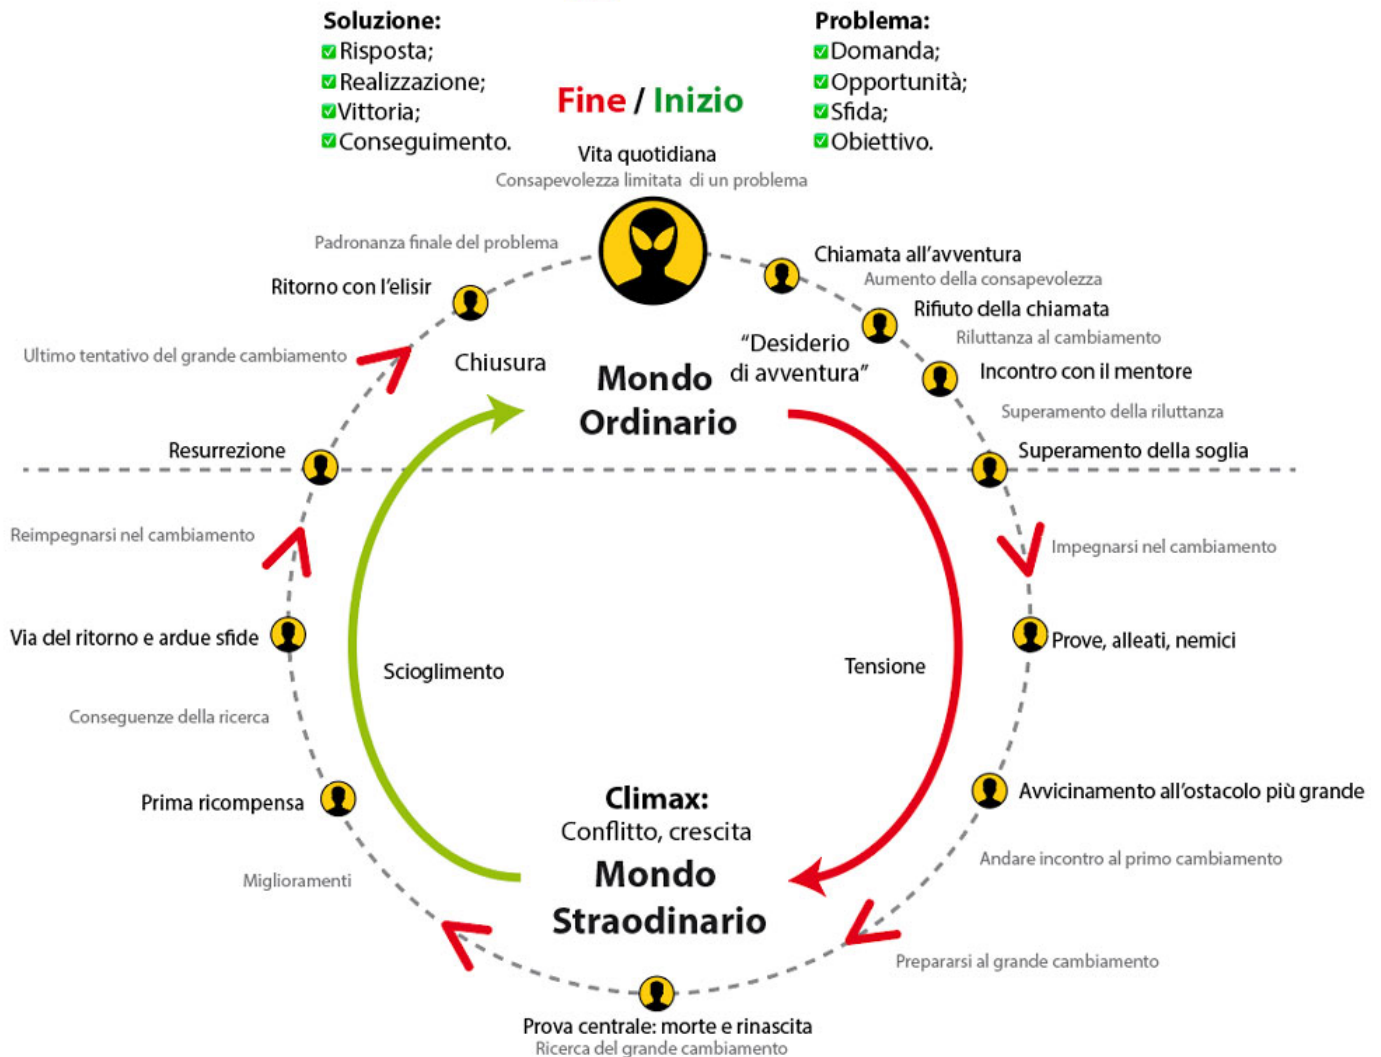 Soluzione:
Risposta;
Realizzazione;
Vittoria;
Conseguimento.
Problema:
Domanda;
Opportunità;
Sfida;
Obiettivo.
Fine / Inizio
Vita quotidiana
Consapevolezza limitata di un problema
Chiamata all'avventura
Aumento della consapevolezza
Rifiuto della chiamata
Riluttanza al cambiamento
Incontro con il mentore
Superamento della riluttanza
Superamento della soglia
Impegnarsi nel cambiamento
Prove, alleati, nemici
Avvicinamento all'ostacolo più grande
Andare incontro al primo cambiamento
Prepararsi al grande cambiamento
Prova centrale: morte e rinascita
Ricerca del grande cambiamento
Miglioramenti
Prima ricompensa
Conseguenze della ricerca
Via del ritorno e ardue sfide
Reimpegnarsi nel cambiamento
Resurrezione
Ultimo tentativo del grande cambiamento
Ritorno con l'elisir
Padronanza finale del problema
Chiusura
Mondo
Ordinario
"Desiderio
di avventura"
Tensione
Scioglimento
Climax:
Conflitto, crescita
Mondo
Straodinario